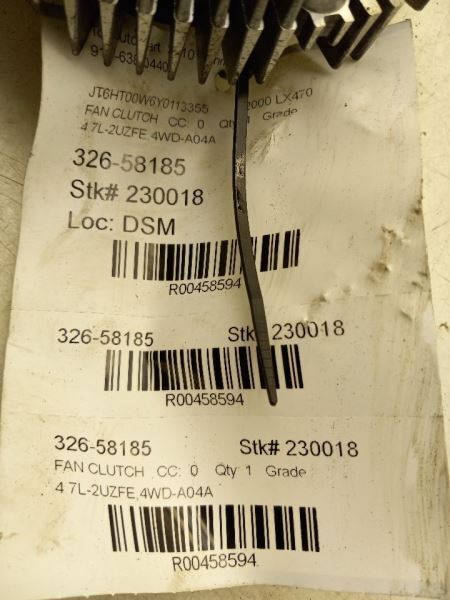 JT6HT00W6Y0113355 2000 LX470
FAN CLUTCH CC: 0 Qty 1 Grade
4.7L-2UZFE,4WD-A04A
326-58185
Stk# 230018
Loc: DSM
R00458594
326-58185 Stk 230018
R00458594
326-58185 Stk# 230018
FAN CLUTCH CC: 0 Qty 1 Grade
4.7L-2UZFE,4WD-A04A
R00458594